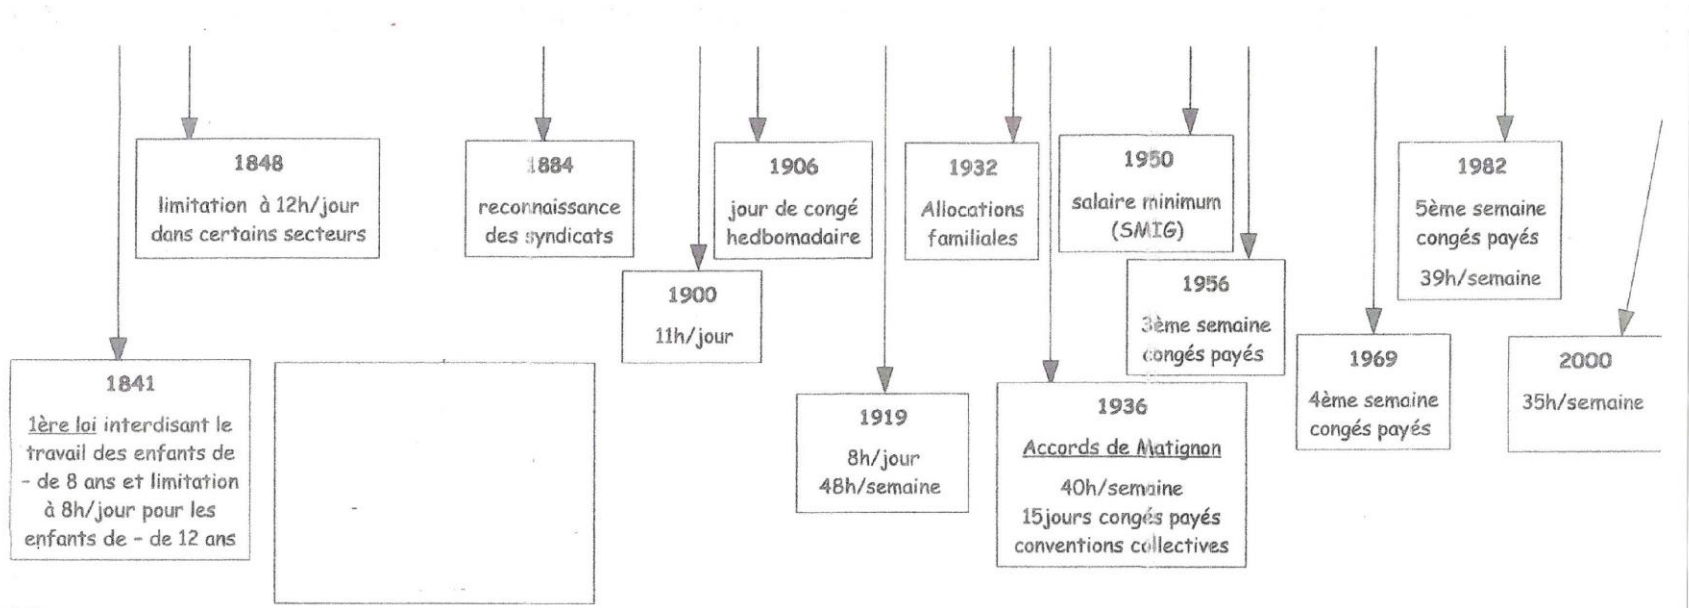 1841
1ère loi interdisant le
travail des enfants de
- de 8 ans et limitation
à 8h/jour pour les
enfants de - de 12 ans
1848
limitation à 12h/jour
dans certains secteurs
1884
reconnaissance
des syndicats
1900
11h/jour
1906
jour de congé
hedbomadaire
1919
8h/jour
48h/semaine
1932
Allocations
familiales
1936
Accords de Matignon
40h/semaine
15jours congés payés
conventions collectives
1950
salaire minimum
(SMIG)
1956
3ème semaine
congés payés
1969
4ème semaine
congés payés
1982
5ème semaine
congés payés
39h/semaine
2000
35h/semaine